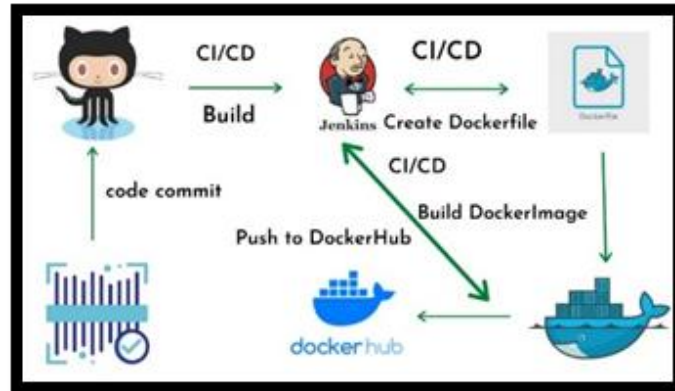 CI/CD
Build
Jenkins
CI/CD
Create Dockerfile
Dockerfile
code commit
CI/CD
Build DockerImage
Push to DockerHub
docker hub